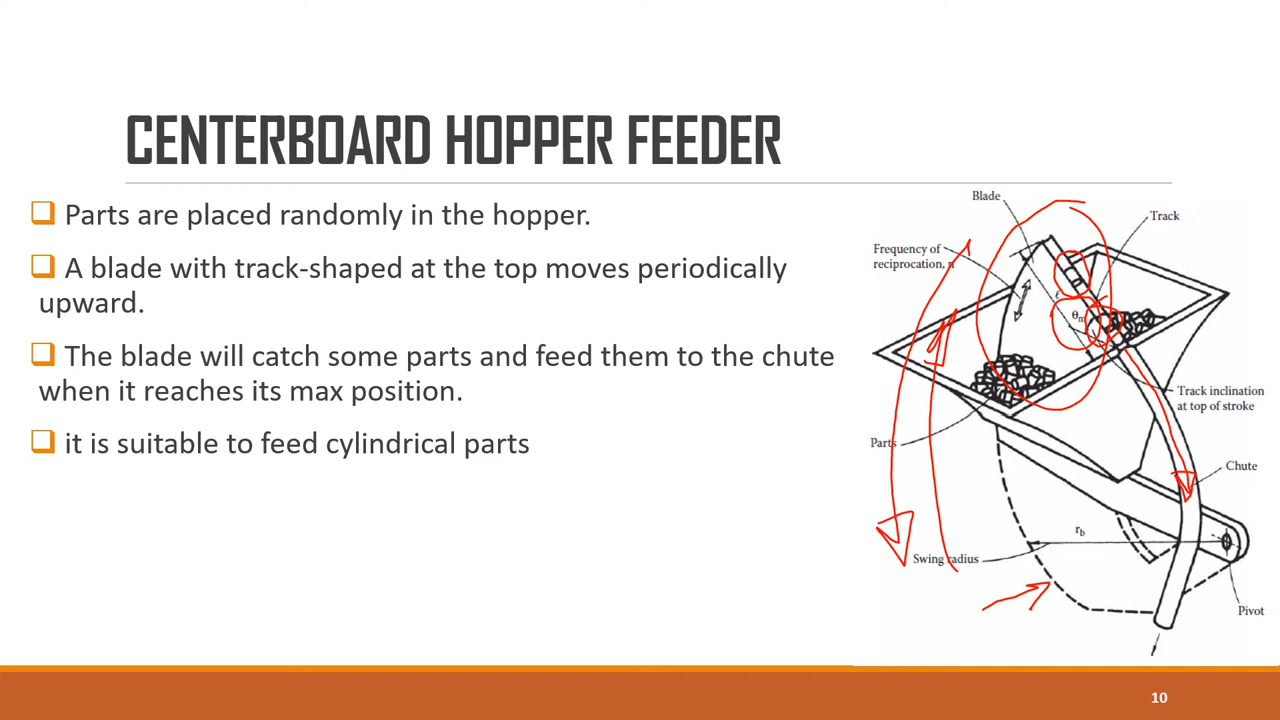 CENTERBOARD HOPPER FEEDER
Parts are placed randomly in the hopper.
A blade with track-shaped at the top moves periodically
upward.
The blade will catch some parts and feed them to the chute
when it reaches its max position.
it is suitable to feed cylindrical parts
Blade
Track
Frequency of
reciprocation, n
ℓ
θm
Track inclination
at top of stroke
Parts
Chute
rb
Swing radius
Pivot
10